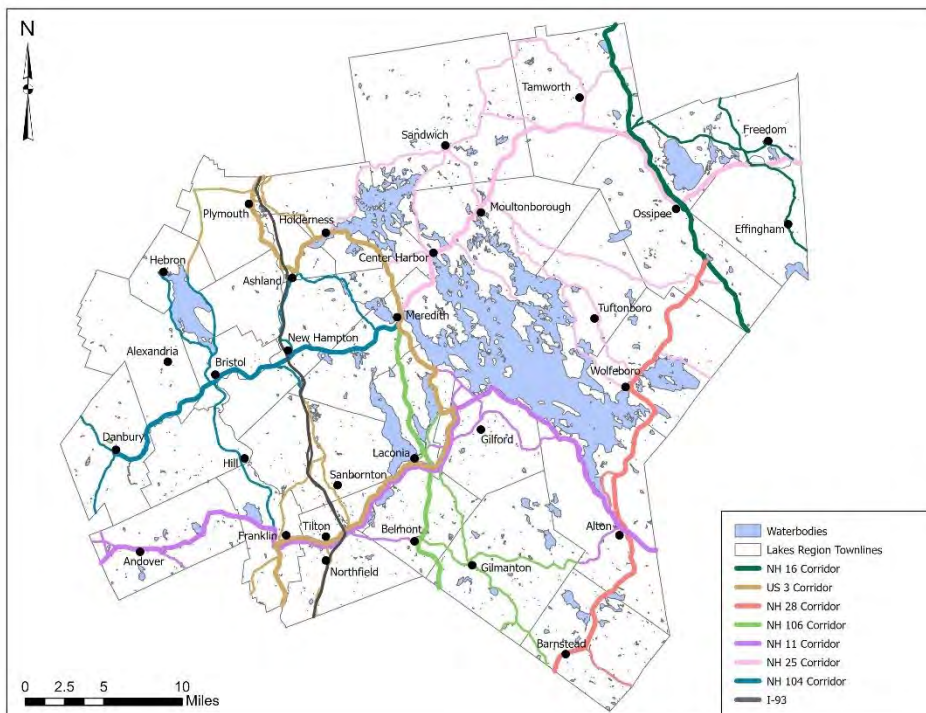 N
Tamworth
Sandwich
Freedom
Plymouth
Holderness
Moultonborough
Ossipee
Effingham
Center Harbor
Hebron
Ashland
Meredith
Tuftonboro
New Hampton
Alexandria
Bristol
Wolfeboro
Danbury
Gilford
Hill
Laconia
Sanbornton
Franklin
Tilton
Belmont
Alton
Andover
Northfield
Gilmanton
Barnstead
Waterbodies
Lakes Region Townlines
NH 16 Corridor
US 3 Corridor
NH 28 Corridor
NH 106 Corridor
NH 11 Corridor
NH 25 Corridor
NH 104 Corridor
I-93
0 2.5 5 10
Miles